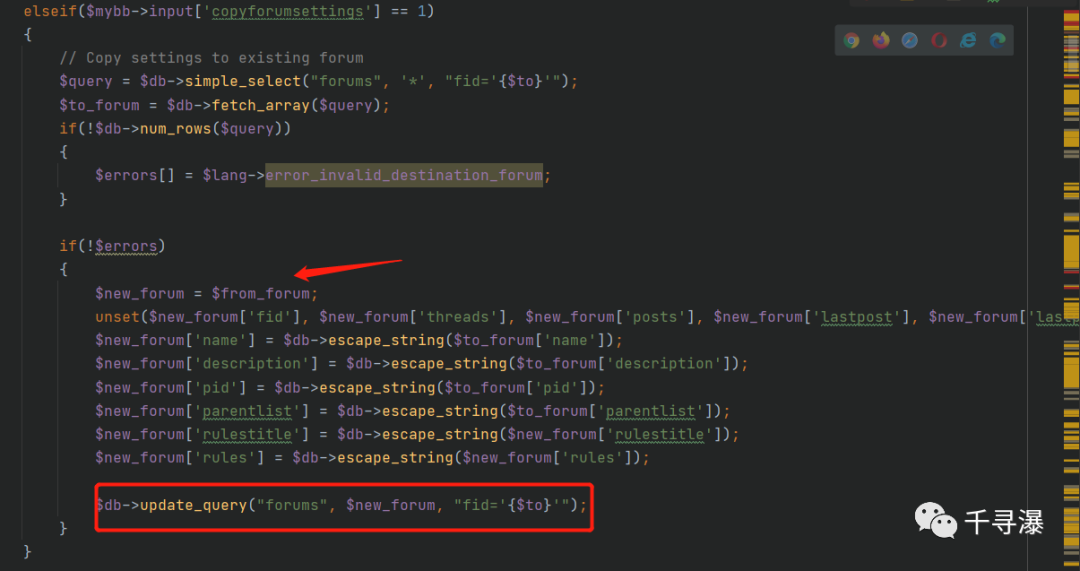 elseif($mybb->input['copyforumsettings'] == 1)
{
// Copy settings to existing forum
$query = $db->simple_select("forums", '*', "fid='{$to}'");
$to_forum = $db->fetch_array($query);
if(!$db->num_rows($query))
{
$errors[] = $lang->error_invalid_destination_forum;
}
if(!$errors)
{
$new_forum = $from_forum;
unset($new_forum['fid'], $new_forum['threads'], $new_forum['posts'], $new_forum['lastpost'], $new_forum['lastp
$new_forum['name'] = $db->escape_string($to_forum['name']);
$new_forum['description'] = $db->escape_string($to_forum['description']);
$new_forum['pid'] = $db->escape_string($to_forum['pid']);
$new_forum['parentlist'] = $db->escape_string($to_forum['parentlist']);
$new_forum['rulestitle'] = $db->escape_string($new_forum['rulestitle']);
$new_forum['rules'] = $db->escape_string($new_forum['rules']);
$db->update_query("forums", $new_forum, "fid='{$to}'");
}
}
千寻瀑